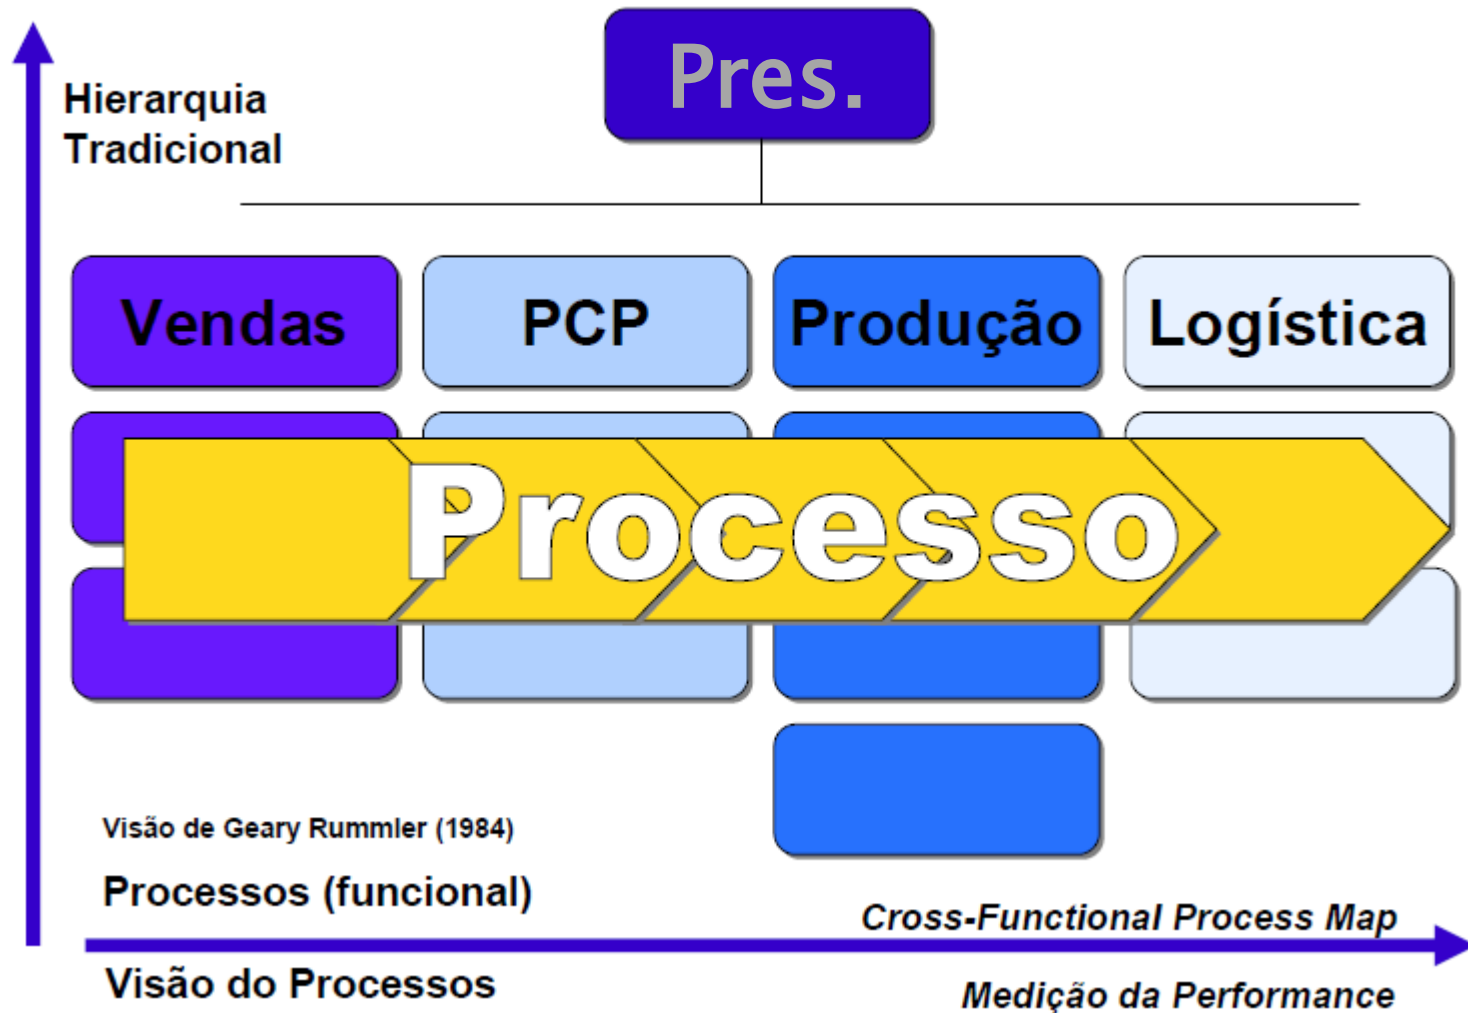 Pres.
Hierarquia
Tradicional
Vendas
PCP
Produção
Logística
Processo
Visão de Geary Rummler (1984)
Processos (funcional)
Cross-Functional Process Map
Visão do Processos
Medição da Performance